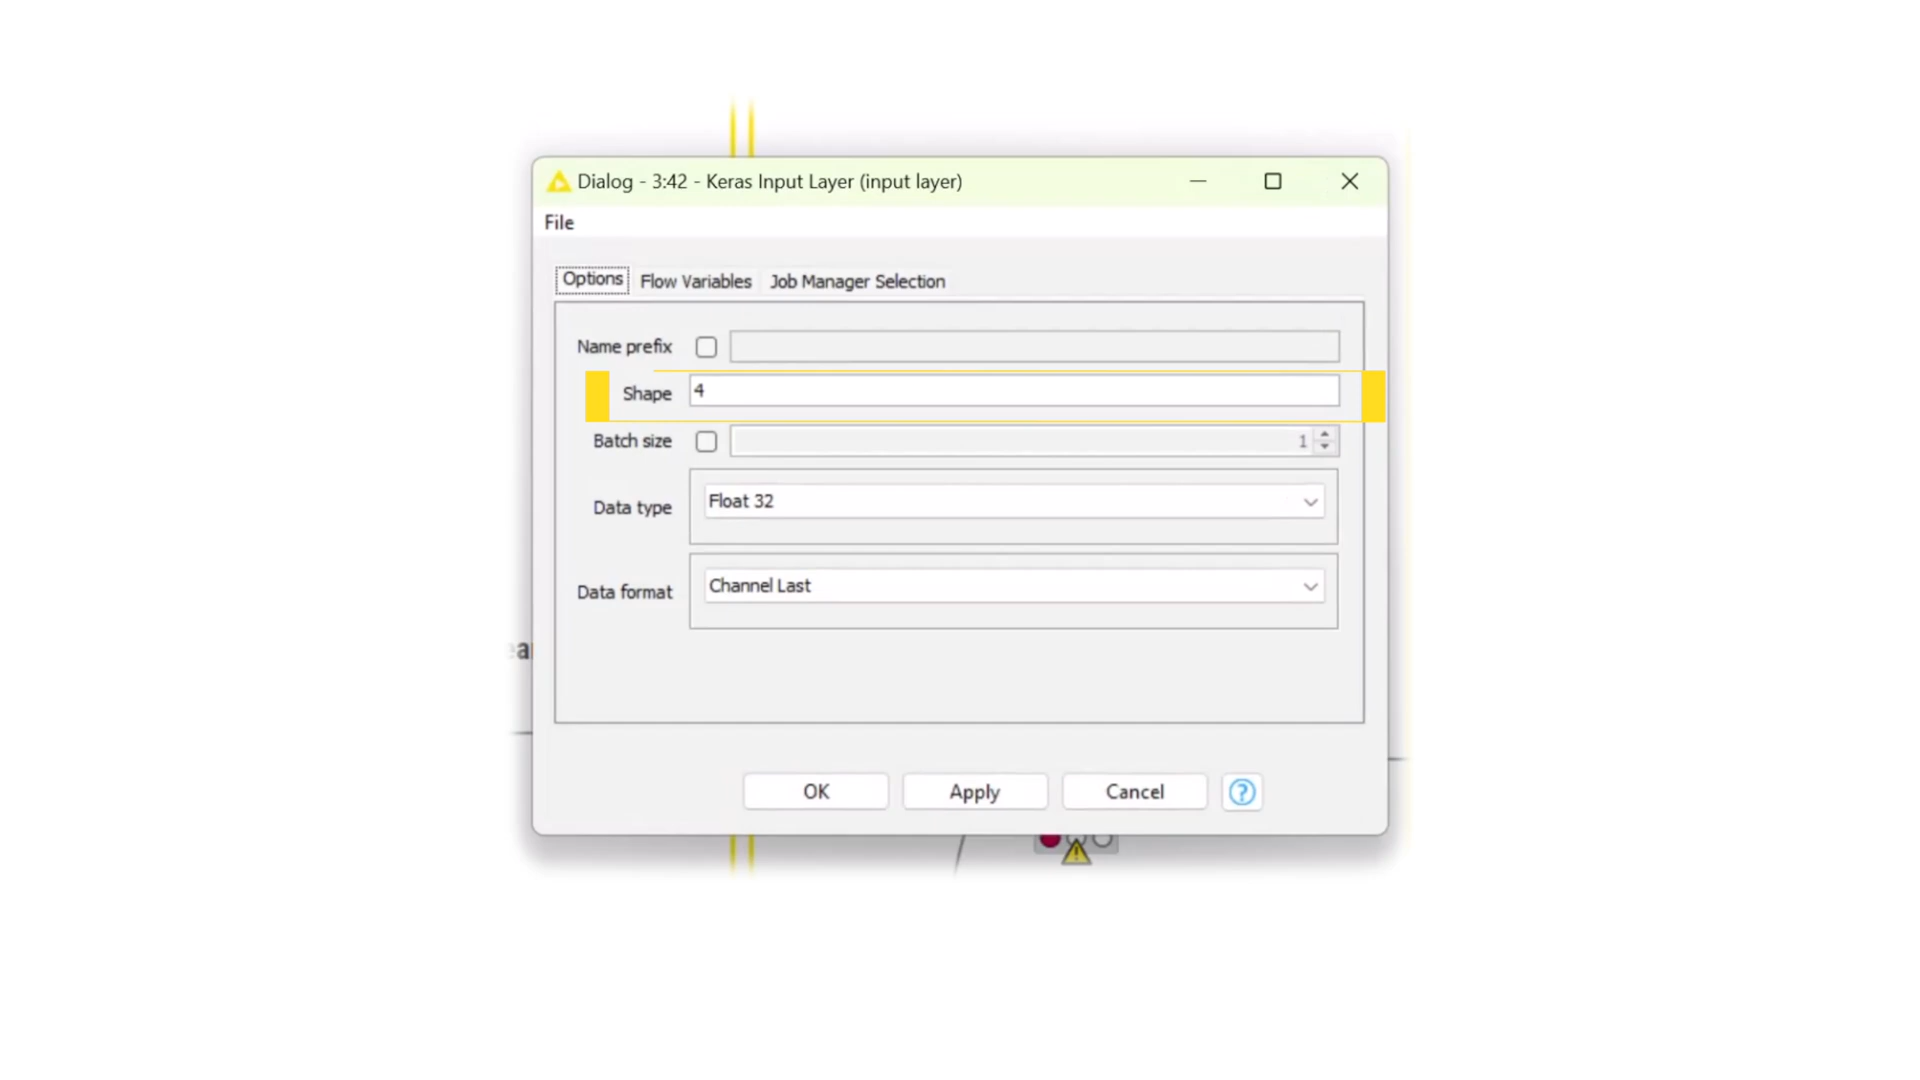 Dialog - 3:42 - Keras Input Layer (input layer)
File
Options Flow Variables Job Manager Selection
Name prefix
Shape 4
Batch size 1
Data type Float 32
Data format Channel Last
OK Apply Cancel ?